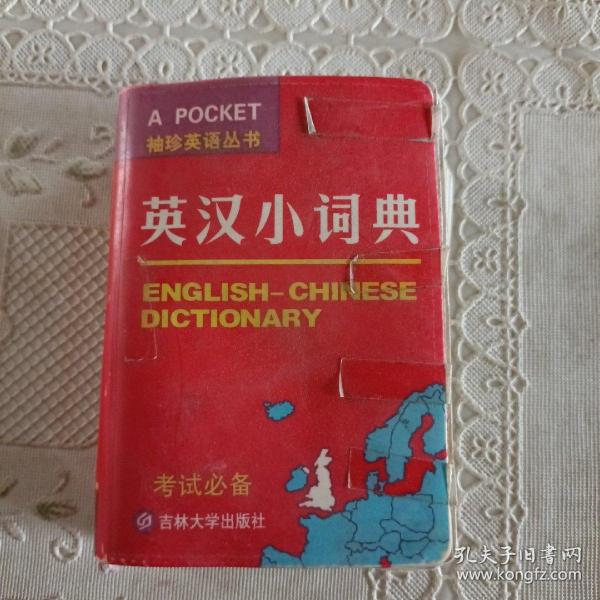 A POCKET
袖珍英语丛书
英汉小词典
ENGLISH-CHINESE
DICTIONARY
考试必备
吉林大学出版社
孔夫子旧书网
www.kongfz.com